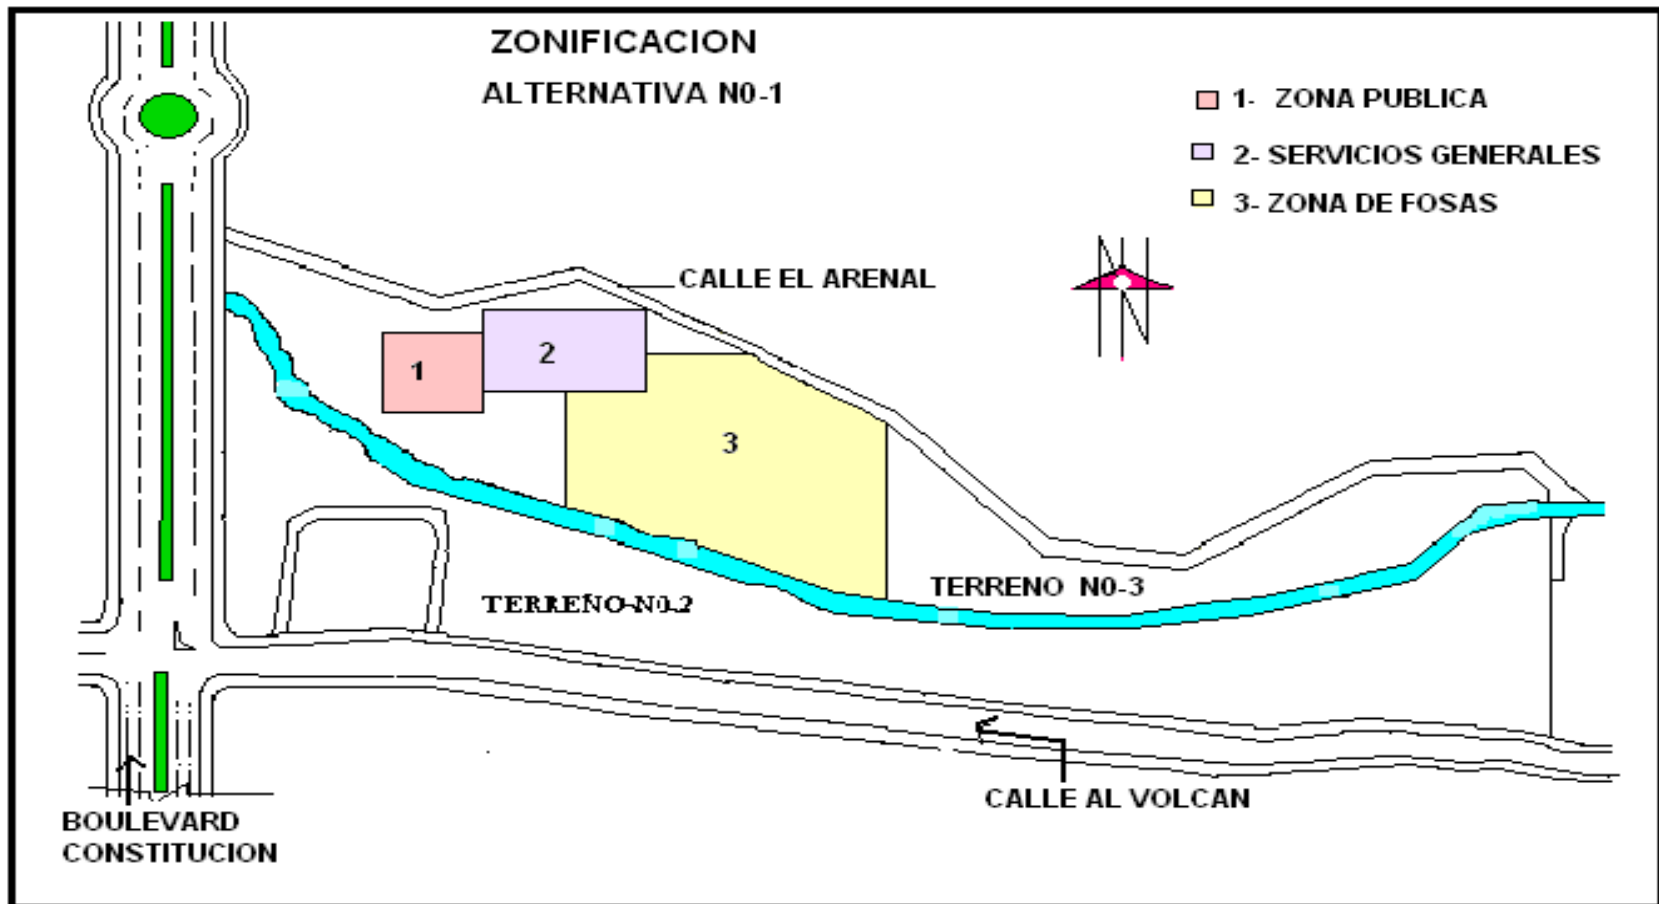 ZONIFICACION
ALTERNATIVA N0-1
1- ZONA PUBLICA
2- SERVICIOS GENERALES
3- ZONA DE FOSAS
CALLE EL ARENAL
1
2
3
TERRENO N0-3
TERREÑO-N0.2
CALLE AL VOLCAN
BOULEVARD
CONSTITUCION